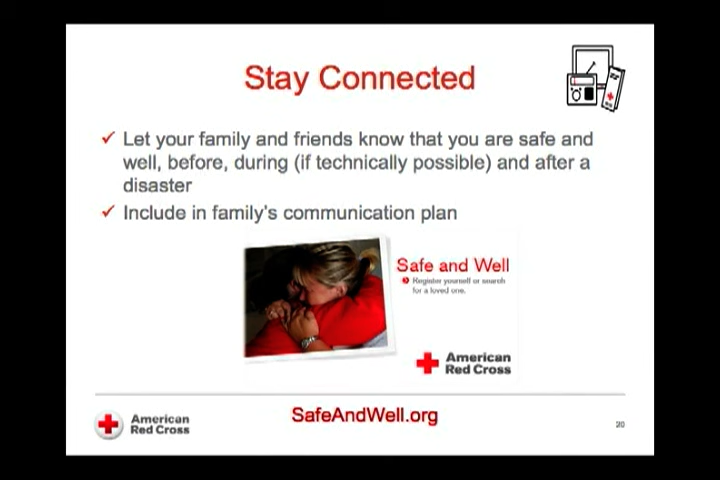 Stay Connected
Let your family and friends know that you are safe and
well, before, during (if technically possible) and after a
disaster
Include in family's communication plan
Safe and Well
Register yourself or search
for a loved one.
American
Red Cross
American
Red Cross
SafeAndWell.org
20